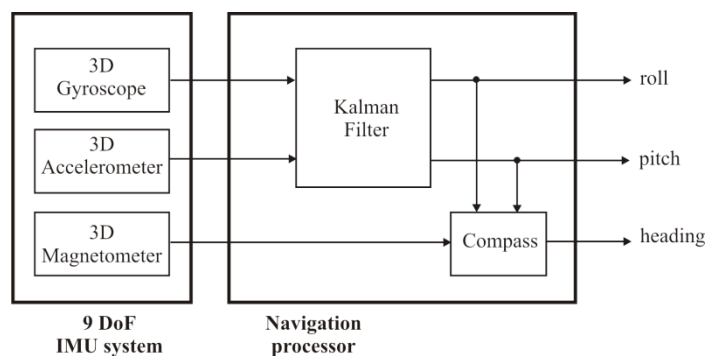 3D
Gyroscope
3D
Accelerometer
3D
Magnetometer
Kalman
Filter
Compass
roll
pitch
heading
9 DoF
IMU system
Navigation
processor